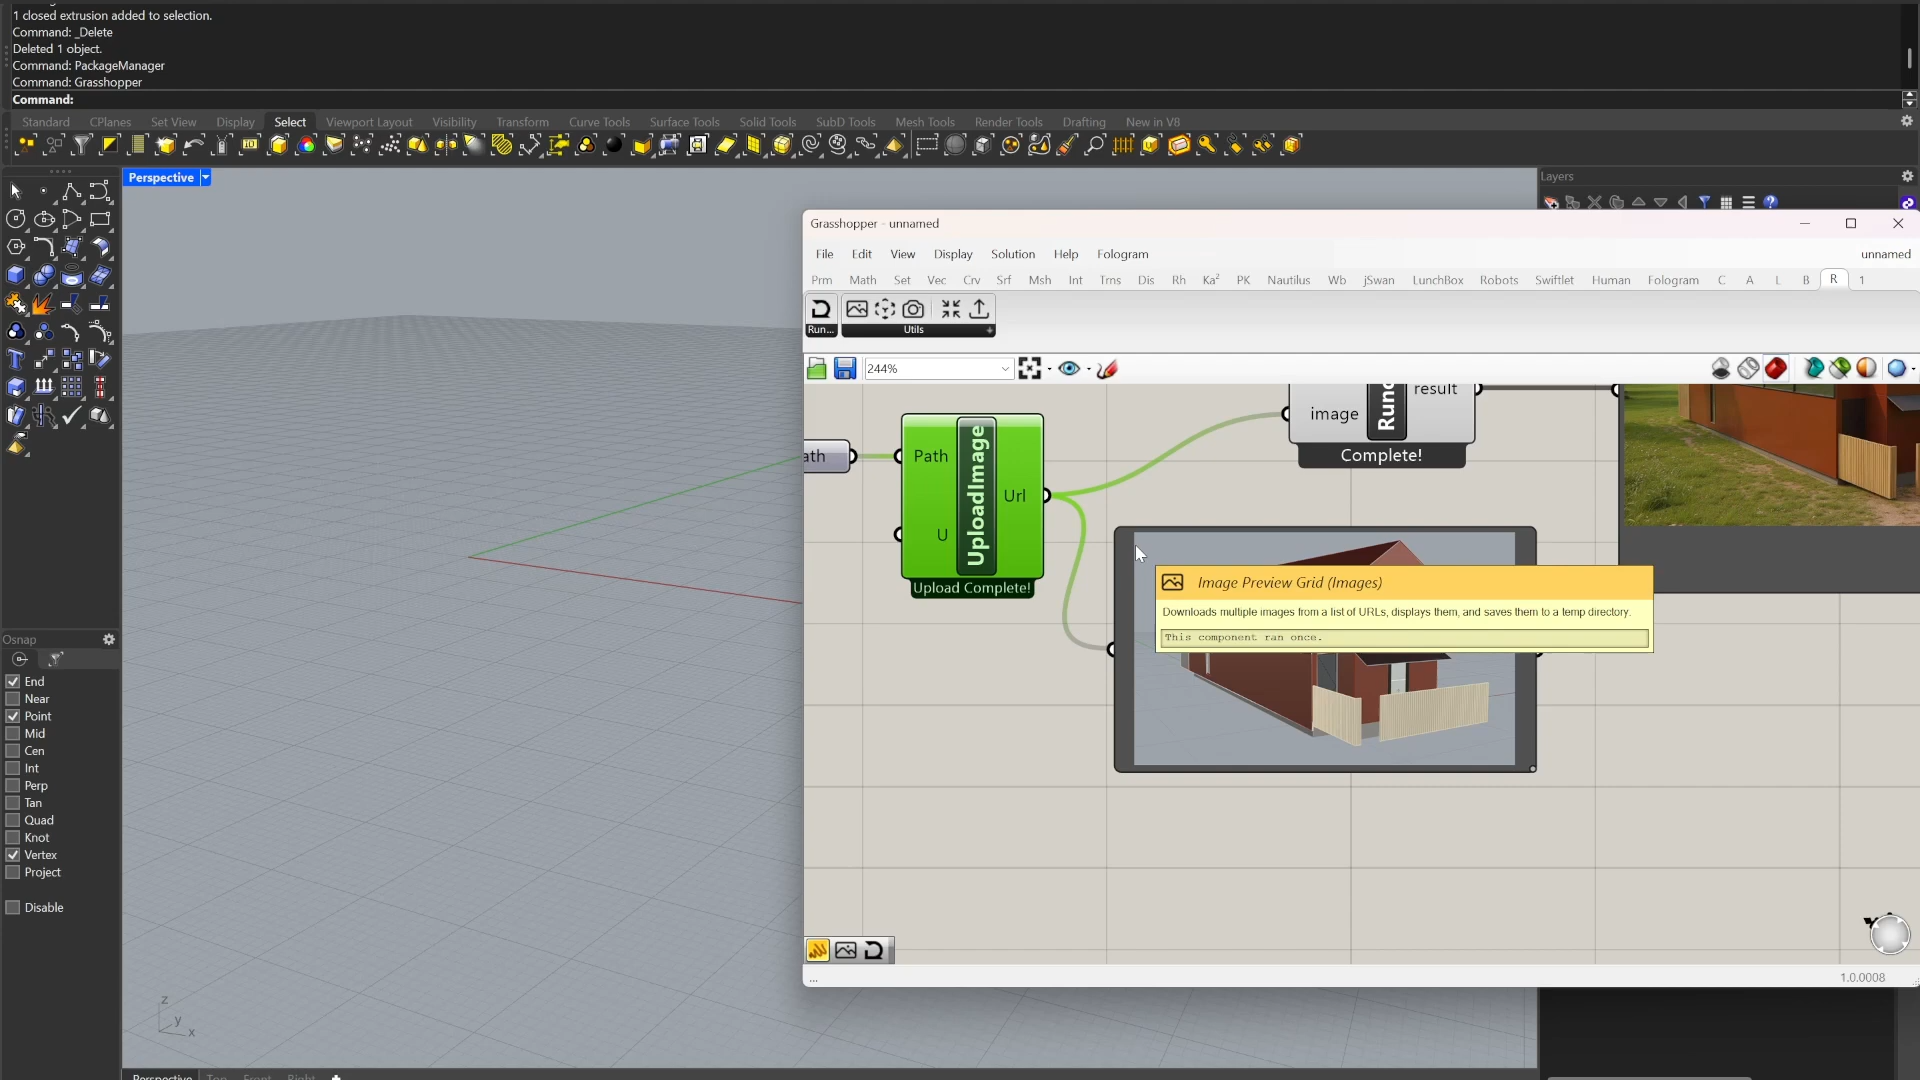 1 closed extrusion added to selection.
Command: _Delete
Deleted 1 object.
Command: PackageManager
Command: Grasshopper
Command:
Standard CPlanes Set View Display Select Viewport Layout Visibility Transform Curve Tools Surface Tools Solid Tools SubD Tools Mesh Tools Render Tools Drafting New in V8
Perspective
Layers
Grasshopper - unnamed
File Edit View Display Solution Help Fologram unnamed
Prm Math Set Vec Crv Srf Msh Int Trns Dis Rh Ka² PK Nautilus Wb jSwan LunchBox Robots Swiftlet Human Fologram C A L B R 1
Run... Utils
244%
result
image
Runc
Complete!
ath
Path
Url
U
UploadImage
Upload Complete!
Image Preview Grid (Images)
Downloads multiple images from a list of URLs, displays them, and saves them to a temp directory.
This component ran once.
Osnap
End
Near
Point
Mid
Cen
Int
Perp
Tan
Quad
Knot
Vertex
Project
Disable
...
1.0.0008
z
y
x
Perspective Top Front Right